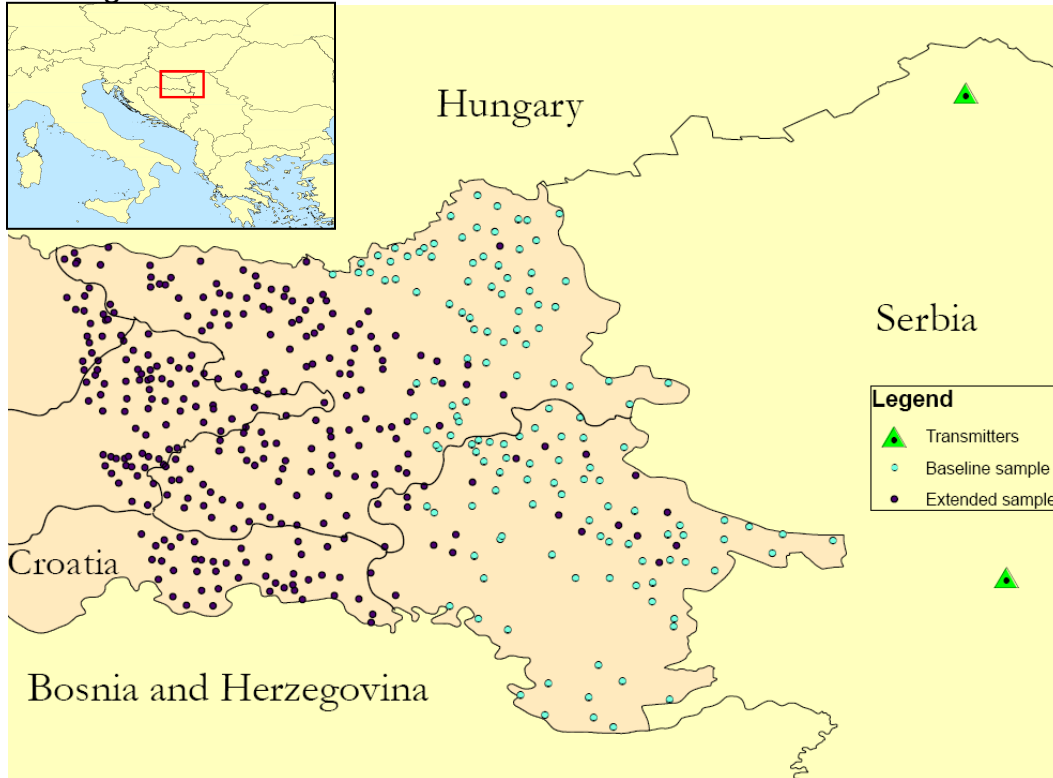 Hungary
Serbia
Legend
Transmitters
Baseline sample
Extended sample
Croatia
Bosnia and Herzegovina